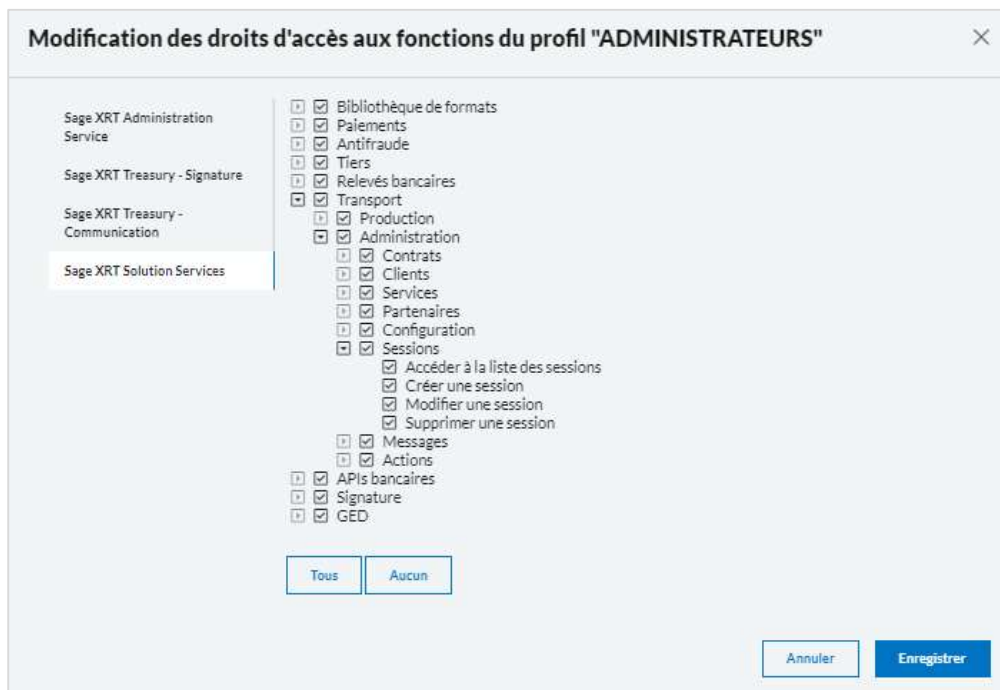 Modification des droits d'accès aux fonctions du profil "ADMINISTRATEURS"
Sage XRT Administration
Service
Sage XRT Treasury - Signature
Sage XRT Treasury -
Communication
Sage XRT Solution Services
Bibliothèque de formats
Paiements
Antifraude
Tiers
Relevés bancaires
Transport
Production
Administration
Contrats
Clients
Services
Partenaires
Configuration
Sessions
Accéder à la liste des sessions
Créer une session
Modifier une session
Supprimer une session
Messages
Actions
APIs bancaires
Signature
GED
Tous
Aucun
Annuler
Enregistrer